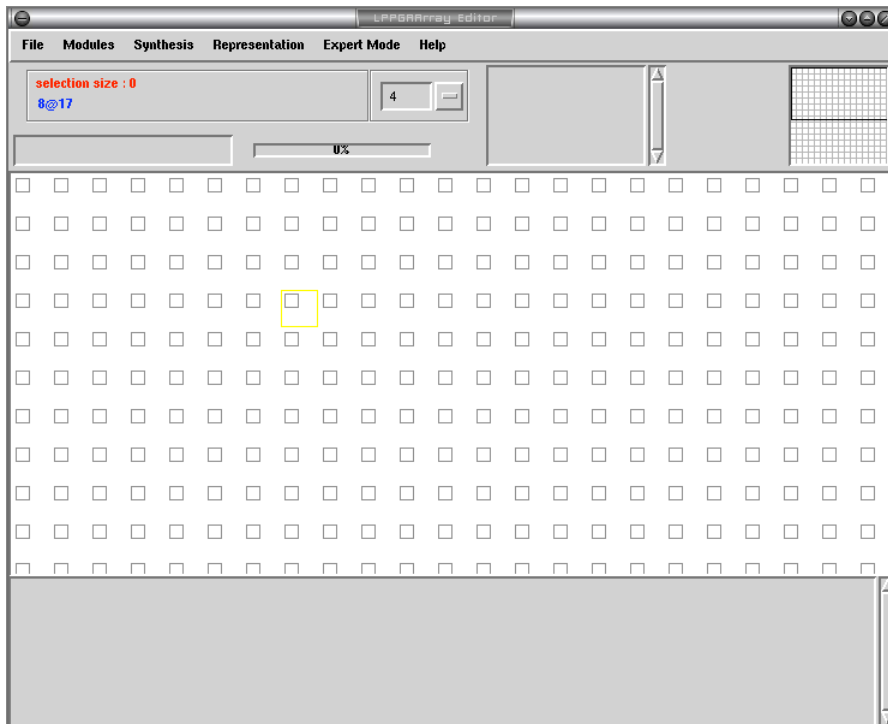 LPPGAArray Editor
File Modules Synthesis Representation Expert Mode Help
selection size : 0
8@17
4
0%